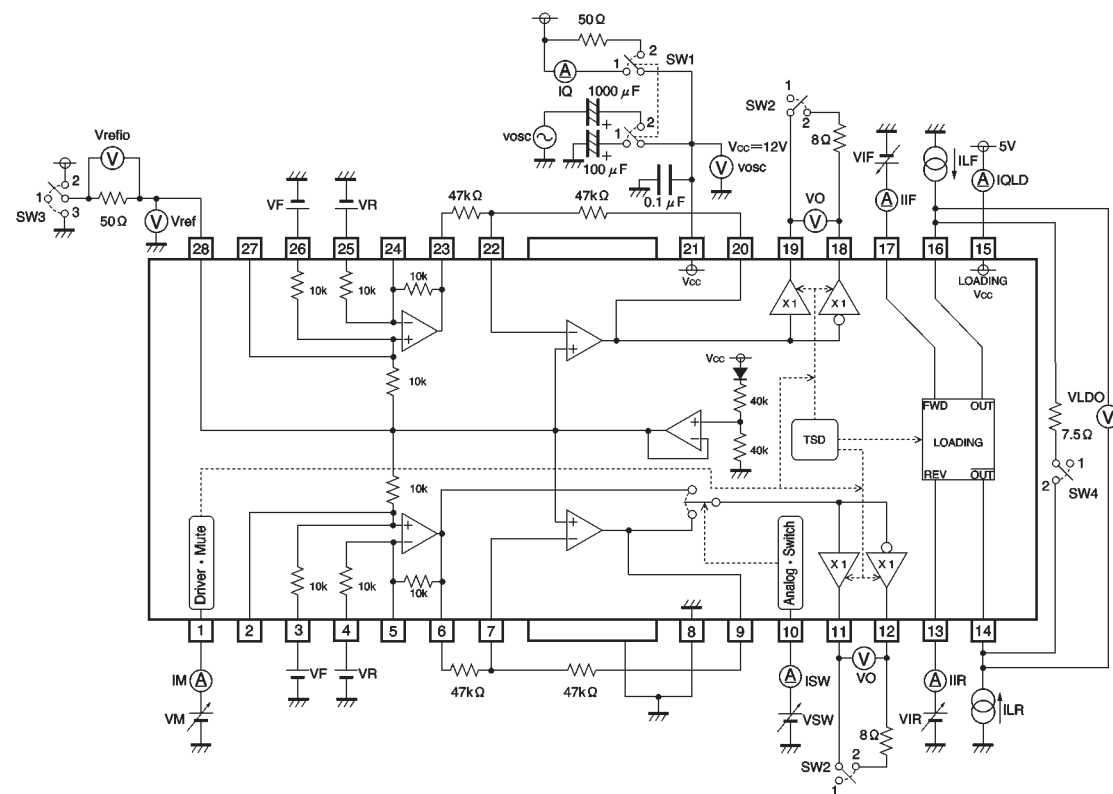 50Ω
2
1
SW1
A
IQ
1000μF
+
2
1
vosc
+
100μF
Vcc=12V
V
vosc
0.1μF
1
SW2
2
8Ω
VO
V
VIF
A
IIF
ILF
5V
A
IQLD
Vrefio
V
2
1
3
SW3
50Ω
V
Vref
VF
VR
47kΩ
47kΩ
28
27
26
25
24
23
22
21
20
19
18
17
16
15
10k
10k
10k
Vcc
LOADING
Vcc
X1
X1
−
+
−
+
10k
Vcc
40k
40k
+
−
TSD
FWD
OUT
LOADING
REV
OUT
VLDO
V
7.5Ω
1
2
SW4
10k
+
−
+
−
10k
10k
10k
X1
X1
Driver・Mute
Analog・Switch
1
2
3
4
5
6
7
8
9
10
11
12
13
14
IM
A
VM
VF
VR
47kΩ
47kΩ
A
ISW
VSW
V
VO
8Ω
SW2
2
1
A
IIR
VIR
ILR